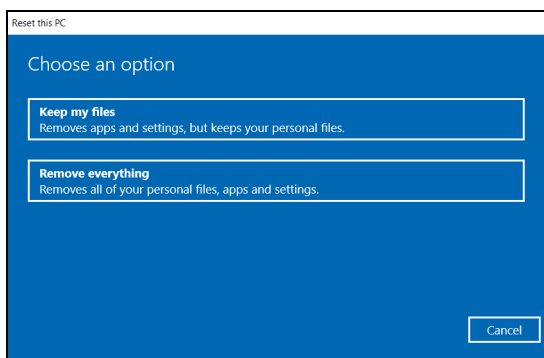 Reset this PC
Choose an option
Keep my files
Removes apps and settings, but keeps your personal files.
Remove everything
Removes all of your personal files, apps and settings.
Cancel